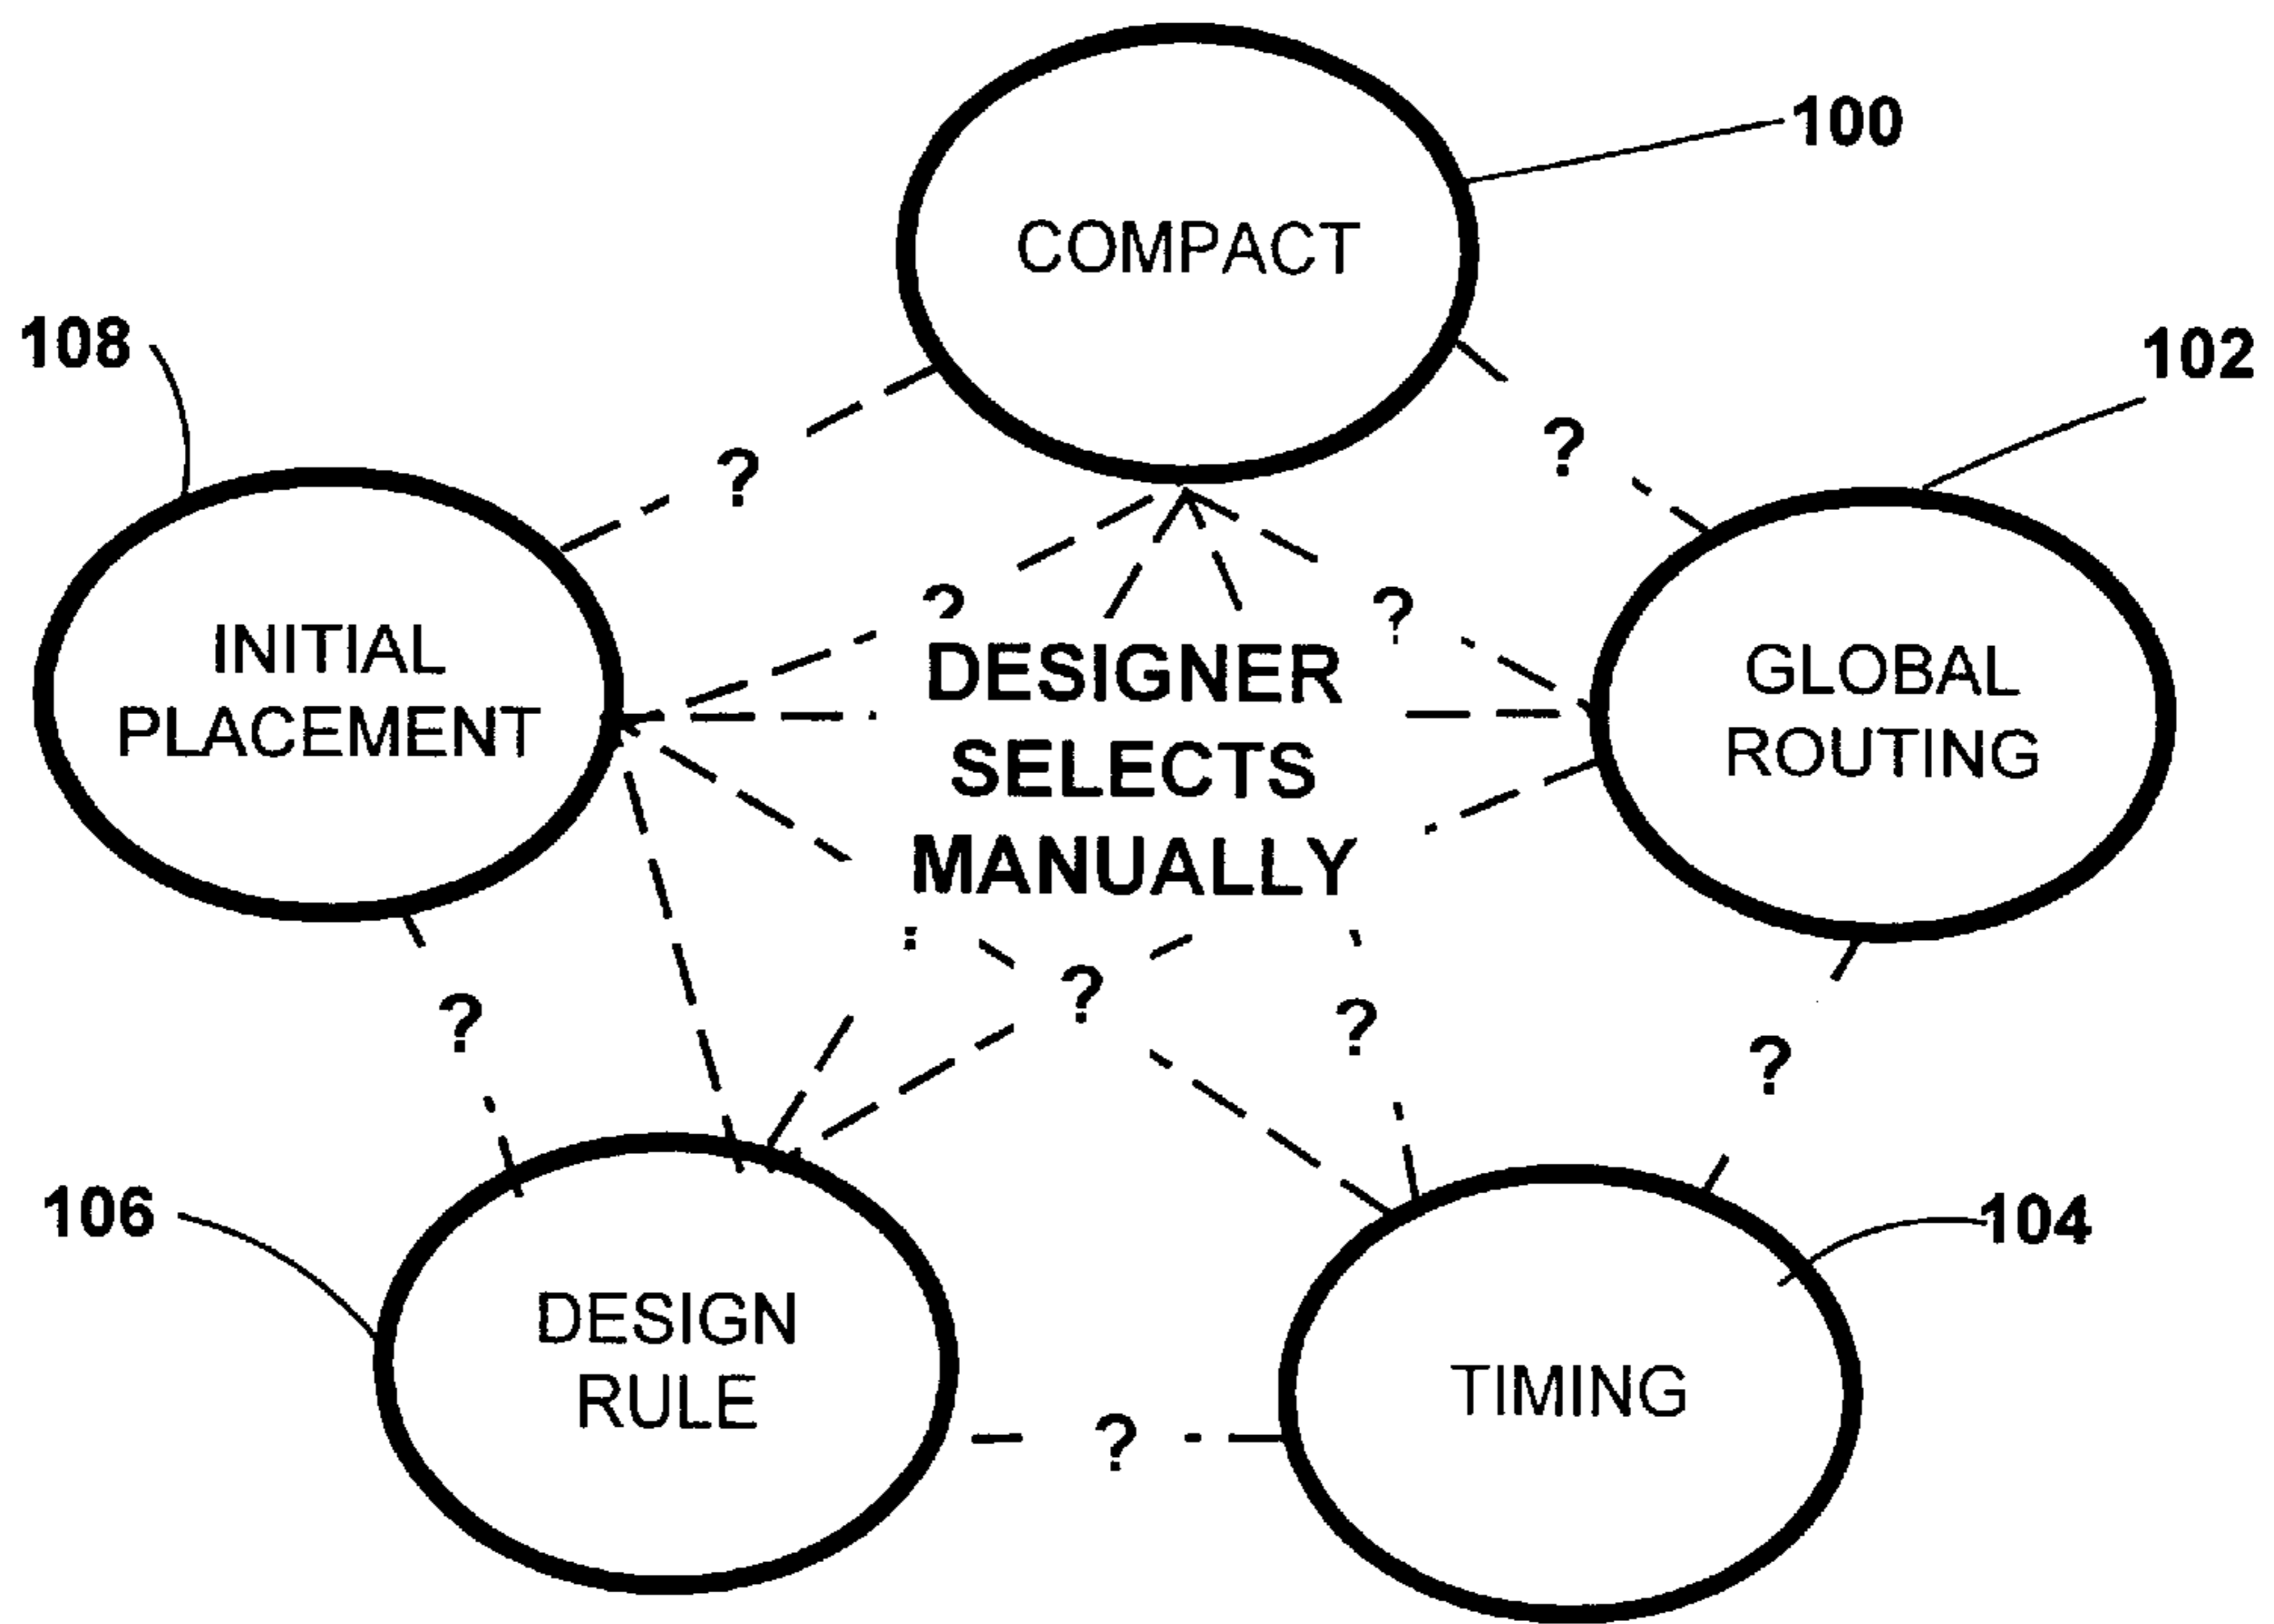 100
COMPACT
108
102
?
?
?
?
INITIAL
PLACEMENT
DESIGNER
SELECTS
MANUALLY
GLOBAL
ROUTING
?
?
?
?
106
104
DESIGN
RULE
TIMING
?